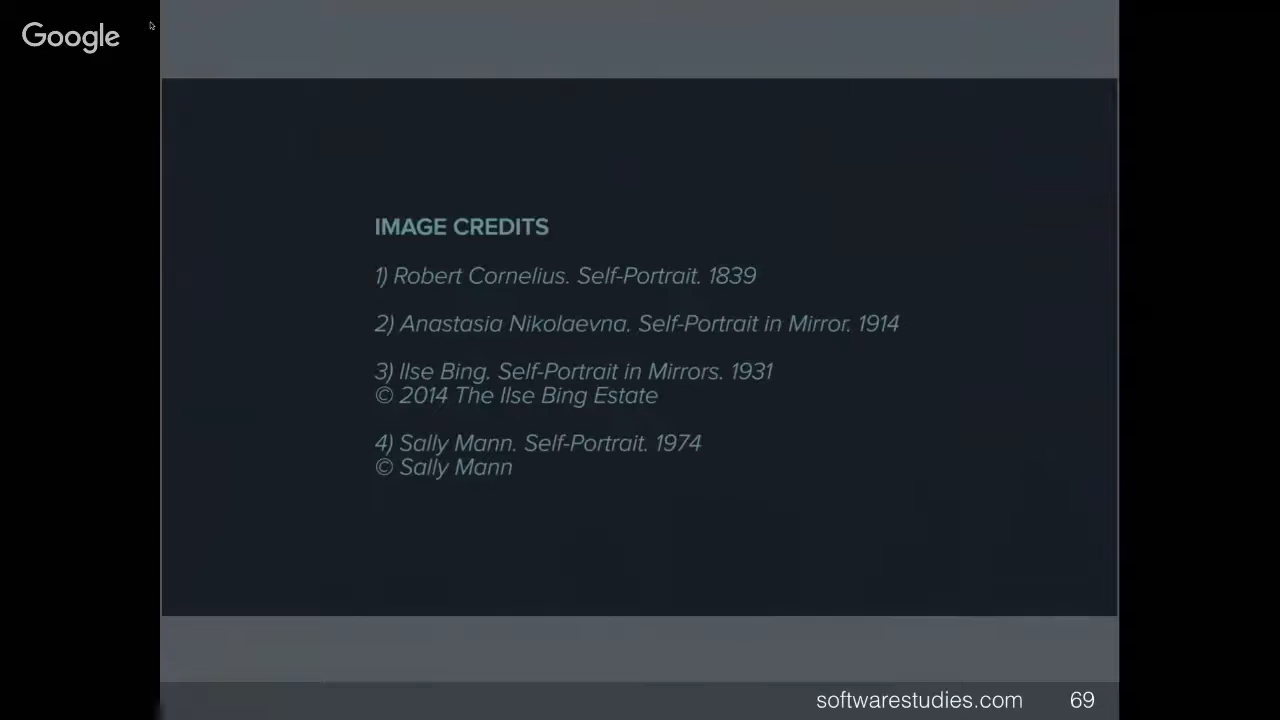 Google
IMAGE CREDITS
1) Robert Cornelius. Self-Portrait. 1839
2) Anastasia Nikolaevna. Self-Portrait in Mirror. 1914
3) Ilse Bing. Self-Portrait in Mirrors. 1931
© 2014 The Ilse Bing Estate
4) Sally Mann. Self-Portrait. 1974
© Sally Mann
softwarestudies.com 69